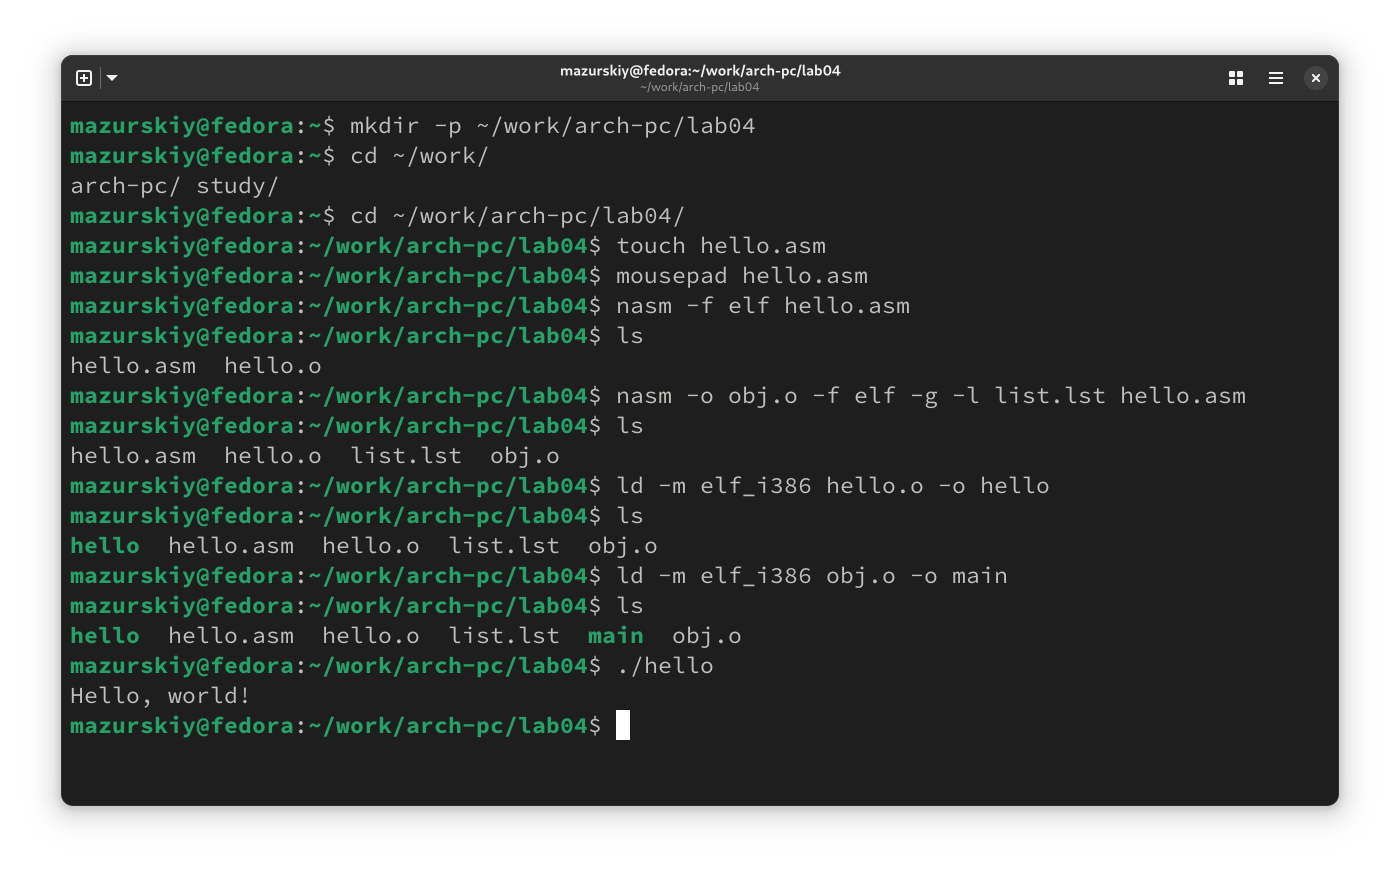 mazurskiy@fedora:~/work/arch-pc/lab04
~/work/arch-pc/lab04
mazurskiy@fedora:~$ mkdir -p ~/work/arch-pc/lab04
mazurskiy@fedora:~$ cd ~/work/
arch-pc/ study/
mazurskiy@fedora:~$ cd ~/work/arch-pc/lab04/
mazurskiy@fedora:~/work/arch-pc/lab04$ touch hello.asm
mazurskiy@fedora:~/work/arch-pc/lab04$ mousepad hello.asm
mazurskiy@fedora:~/work/arch-pc/lab04$ nasm -f elf hello.asm
mazurskiy@fedora:~/work/arch-pc/lab04$ ls
hello.asm  hello.o
mazurskiy@fedora:~/work/arch-pc/lab04$ nasm -o obj.o -f elf -g -l list.lst hello.asm
mazurskiy@fedora:~/work/arch-pc/lab04$ ls
hello.asm  hello.o  list.lst  obj.o
mazurskiy@fedora:~/work/arch-pc/lab04$ ld -m elf_i386 hello.o -o hello
mazurskiy@fedora:~/work/arch-pc/lab04$ ls
hello  hello.asm  hello.o  list.lst  obj.o
mazurskiy@fedora:~/work/arch-pc/lab04$ ld -m elf_i386 obj.o -o main
mazurskiy@fedora:~/work/arch-pc/lab04$ ls
hello  hello.asm  hello.o  list.lst  main  obj.o
mazurskiy@fedora:~/work/arch-pc/lab04$ ./hello
Hello, world!
mazurskiy@fedora:~/work/arch-pc/lab04$